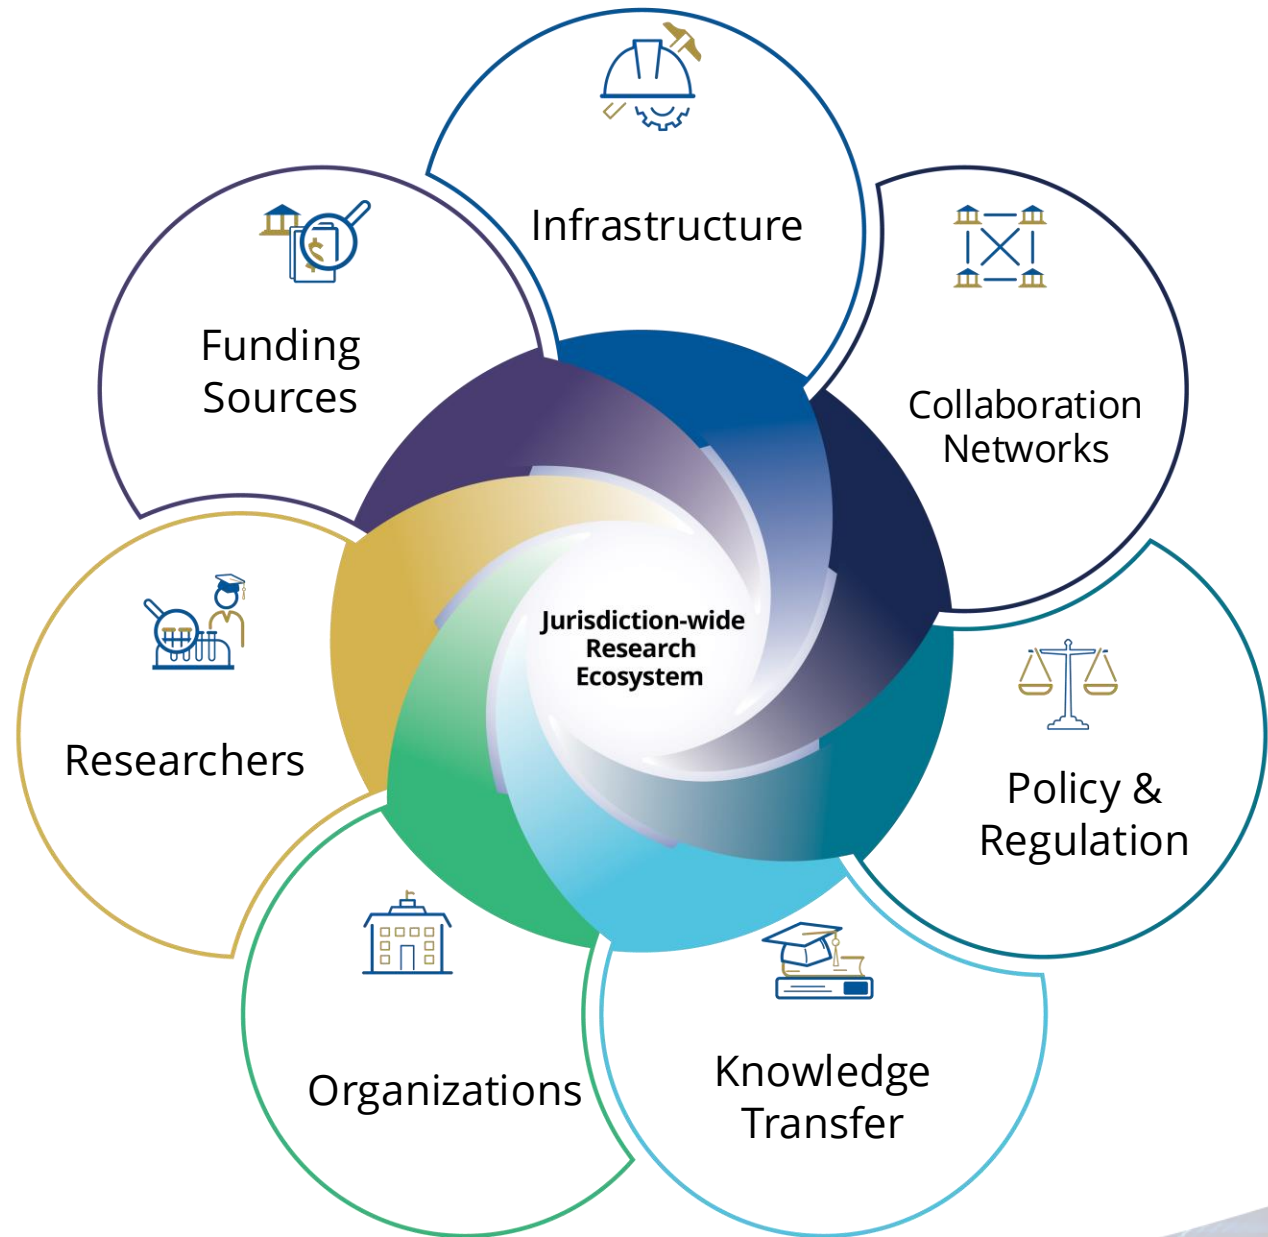 Infrastructure
Funding
Sources
Collaboration
Networks
Jurisdiction-wide
Research
Ecosystem
Researchers
Policy &
Regulation
Organizations
Knowledge
Transfer